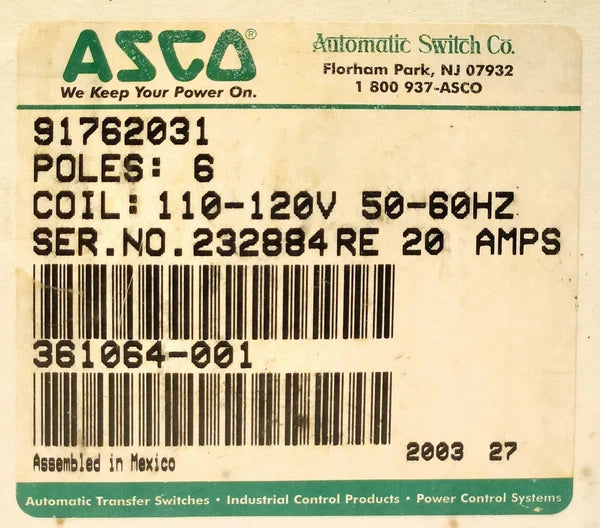 ASCO®
We Keep Your Power On.
Automatic Switch Co.
Florham Park, NJ 07932
1 800 937-ASCO
91762031
POLES: 6
COIL: 110-120V 50-60HZ
SER.NO.232884RE 20 AMPS
361064-001
Assembled in Mexico
2003 27
Automatic Transfer Switches • Industrial Control Products • Power Control Systems